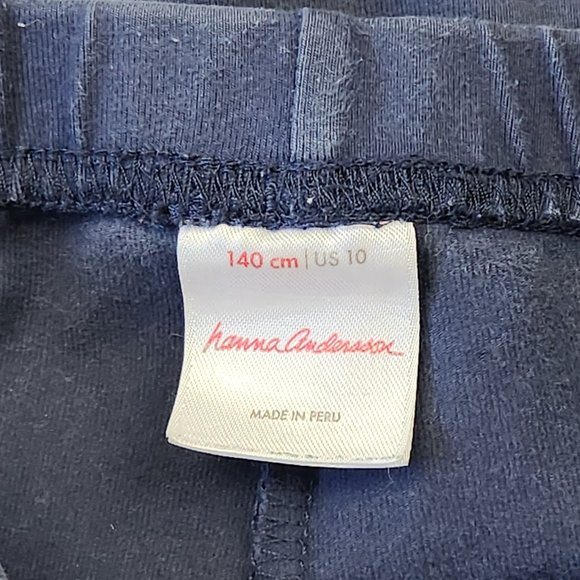 140 cm | US 10
hanna Andersson
MADE IN PERU